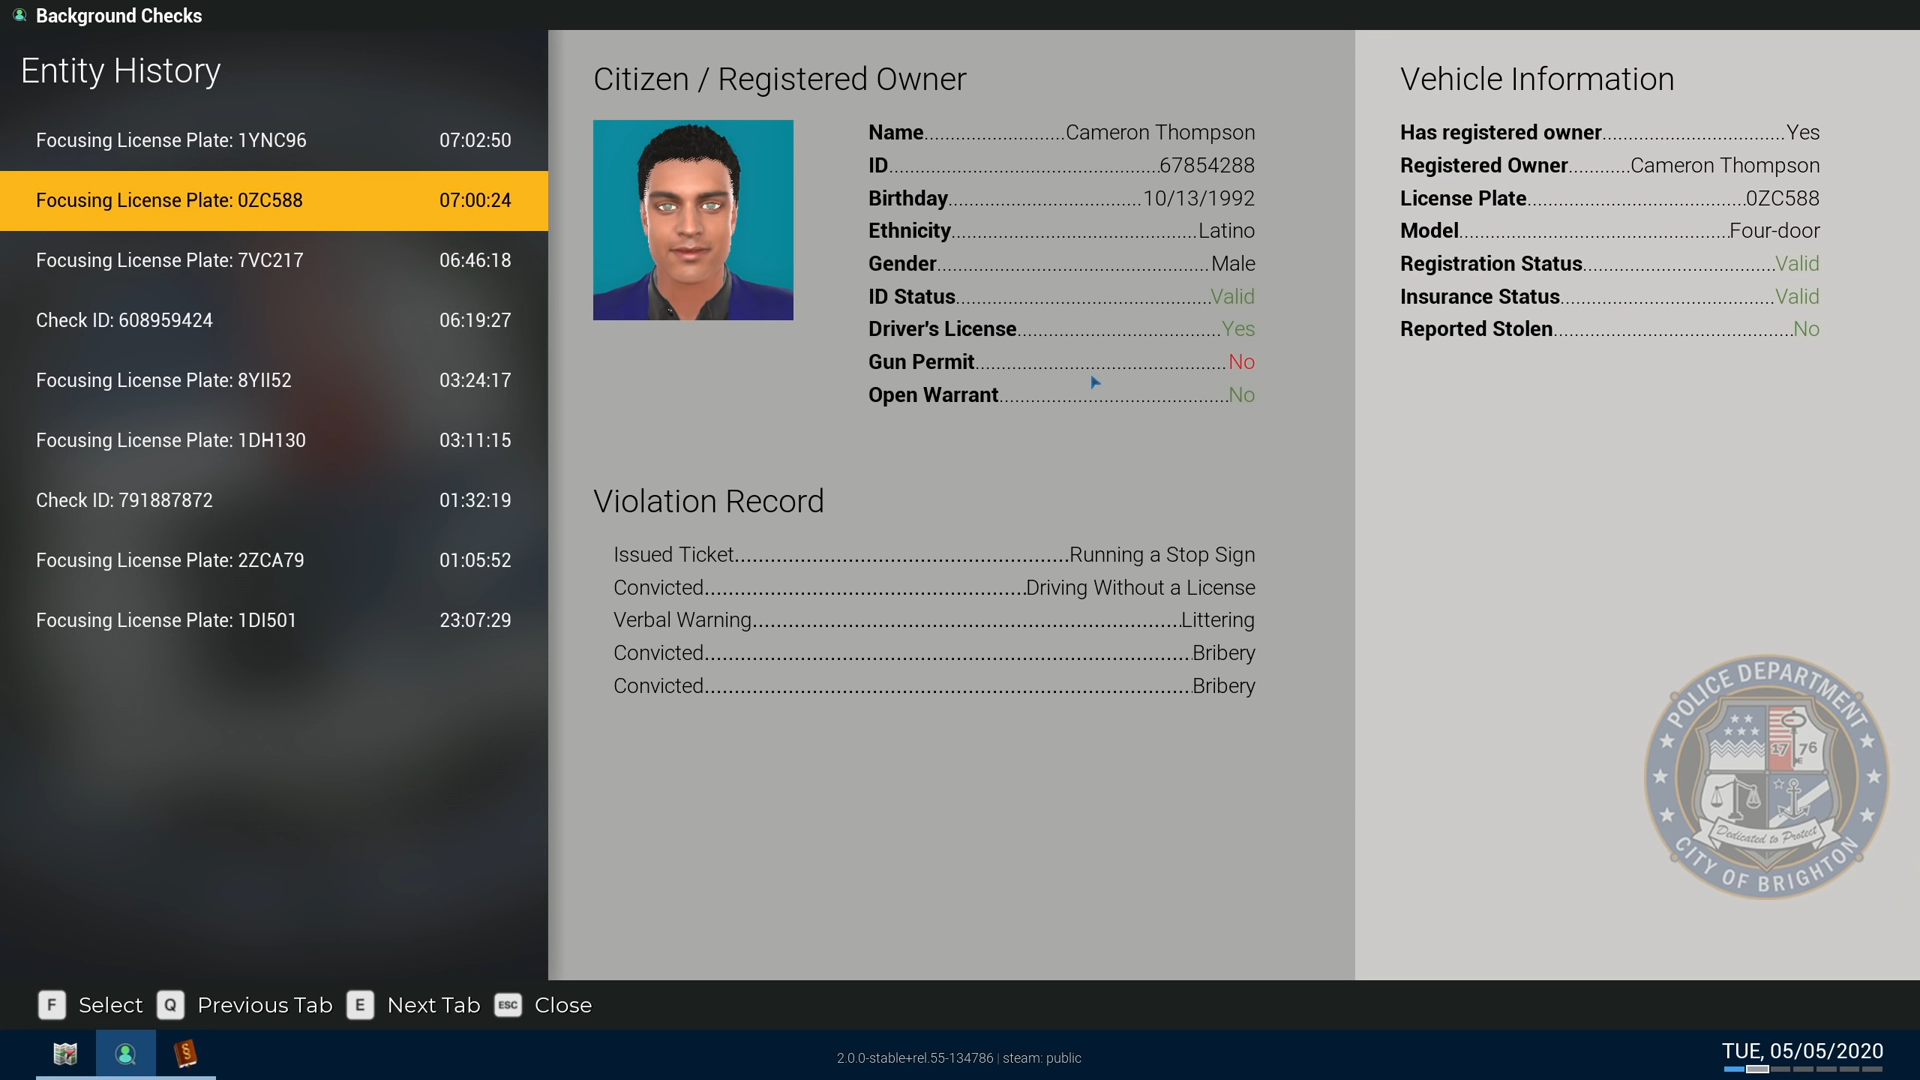 Background Checks
Entity History
Focusing License Plate: 1YNC96 07:02:50
Focusing License Plate: 0ZC588 07:00:24
Focusing License Plate: 7VC217 06:46:18
Check ID: 608959424 06:19:27
Focusing License Plate: 8YII52 03:24:17
Focusing License Plate: 1DH130 03:11:15
Check ID: 791887872 01:32:19
Focusing License Plate: 2ZCA79 01:05:52
Focusing License Plate: 1DI501 23:07:29
Citizen / Registered Owner
Name........................Cameron Thompson
ID..............................................67854288
Birthday.................................10/13/1992
Ethnicity..........................................Latino
Gender..............................................Male
ID Status...........................................Valid
Driver's License...................................Yes
Gun Permit...........................................No
Open Warrant.......................................No
Violation Record
Issued Ticket........................................................Running a Stop Sign
Convicted......................................................Driving Without a License
Verbal Warning.........................................................................Littering
Convicted.................................................................................Bribery
Convicted.................................................................................Bribery
Vehicle Information
Has registered owner...............................Yes
Registered Owner...........Cameron Thompson
License Plate.....................................0ZC588
Model.............................................Four-door
Registration Status................................Valid
Insurance Status....................................Valid
Reported Stolen........................................No
POLICE DEPARTMENT
17 76
Dedicated to Protect
CITY OF BRIGHTON
F Select Q Previous Tab E Next Tab ESC Close
§
2.0.0-stable+rel.55-134786 | steam: public
TUE, 05/05/2020